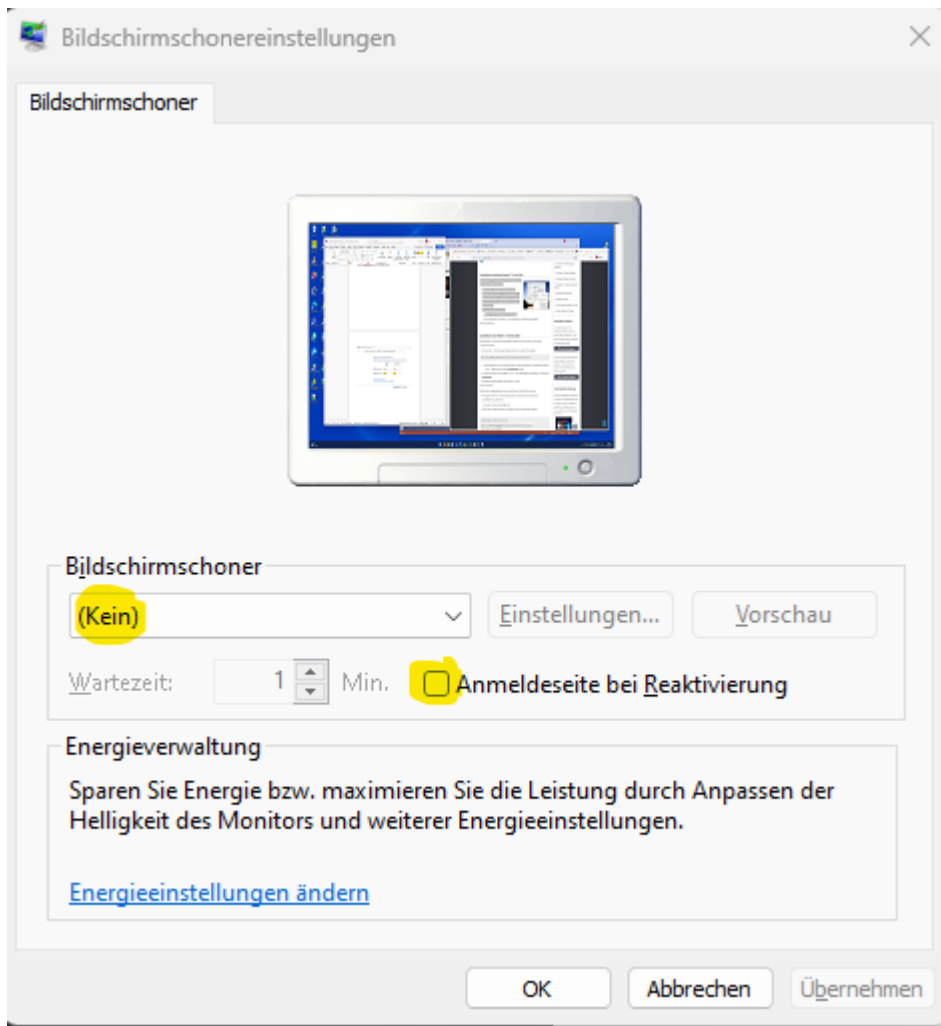 Bildschirmschonereinstellungen
Bildschirmschoner
Bildschirmschoner
(Kein)
Einstellungen...
Vorschau
Wartezeit: 1 Min. Anmeldeseite bei Reaktivierung
Energieverwaltung
Sparen Sie Energie bzw. maximieren Sie die Leistung durch Anpassen der
Helligkeit des Monitors und weiterer Energieeinstellungen.
Energieeinstellungen ändern
OK
Abbrechen
Übernehmen